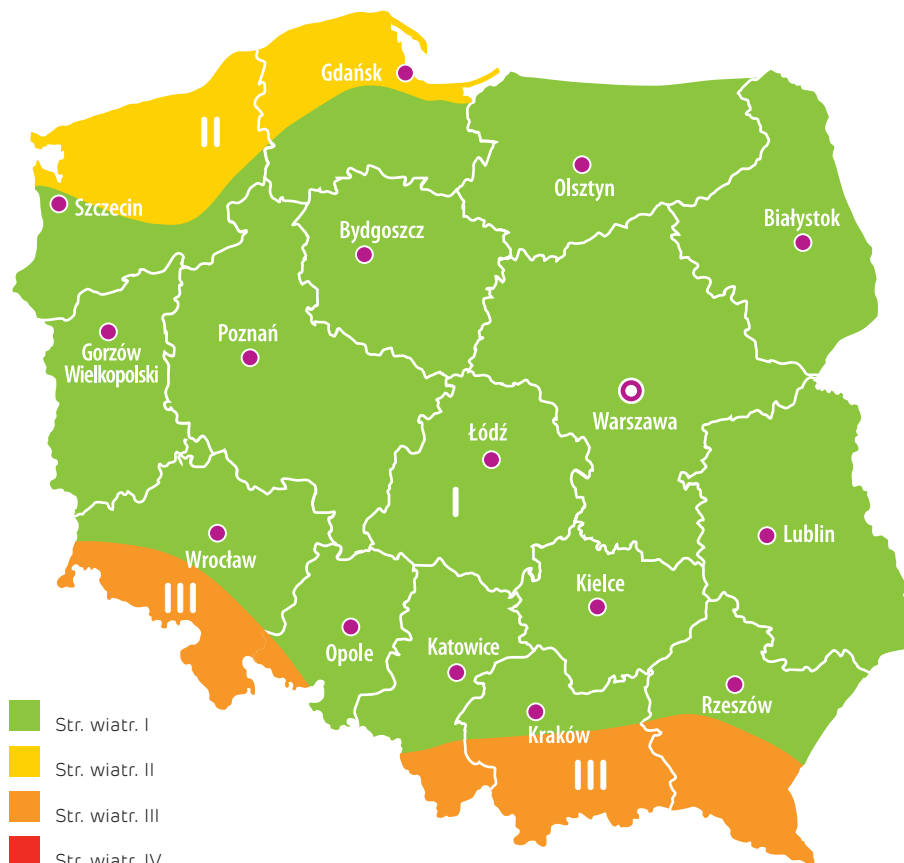 Gdańsk
II
Olsztyn
Szczecin
Białystok
Bydgoszcz
Poznań
Gorzów
Wielkopolski
Warszawa
Łódź
I
Lublin
Wrocław
III
Kielce
Opole
Katowice
Rzeszów
Kraków
III
Str. wiatr. I
Str. wiatr. II
Str. wiatr. III
Str. wiatr. IV